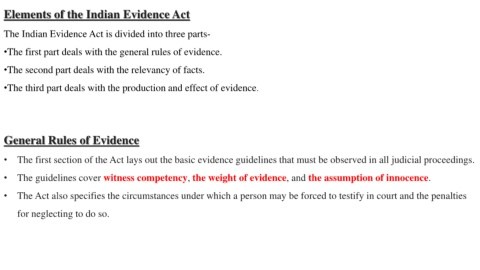 Elements of the Indian Evidence Act
The Indian Evidence Act is divided into three parts-
•The first part deals with the general rules of evidence.
•The second part deals with the relevancy of facts.
•The third part deals with the production and effect of evidence.
General Rules of Evidence
• The first section of the Act lays out the basic evidence guidelines that must be observed in all judicial proceedings.
• The guidelines cover witness competency, the weight of evidence, and the assumption of innocence.
• The Act also specifies the circumstances under which a person may be forced to testify in court and the penalties
for neglecting to do so.